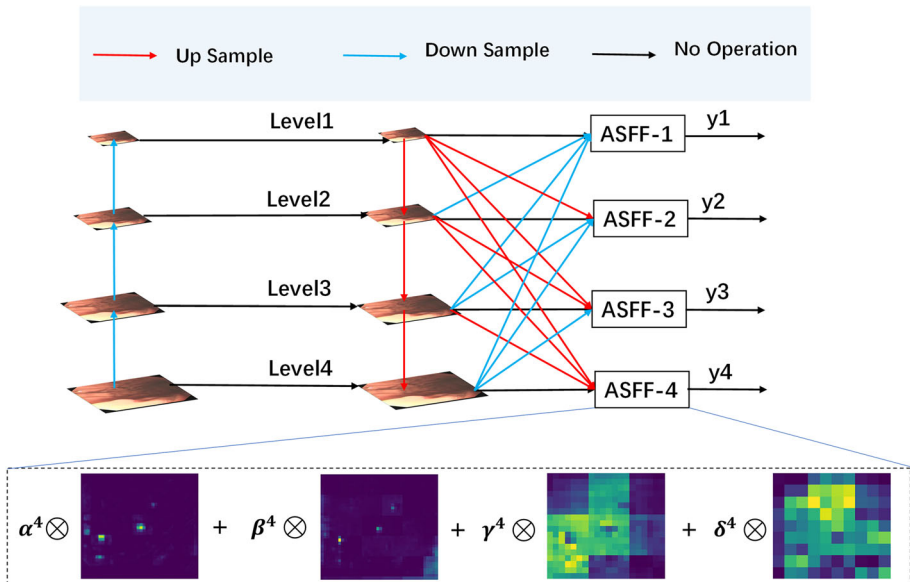 Up Sample
Down Sample
No Operation
Level1
ASFF-1
y1
Level2
ASFF-2
y2
Level3
ASFF-3
y3
Level4
ASFF-4
y4
α⁴ ⊗ + β⁴ ⊗ + γ⁴ ⊗ + δ⁴ ⊗